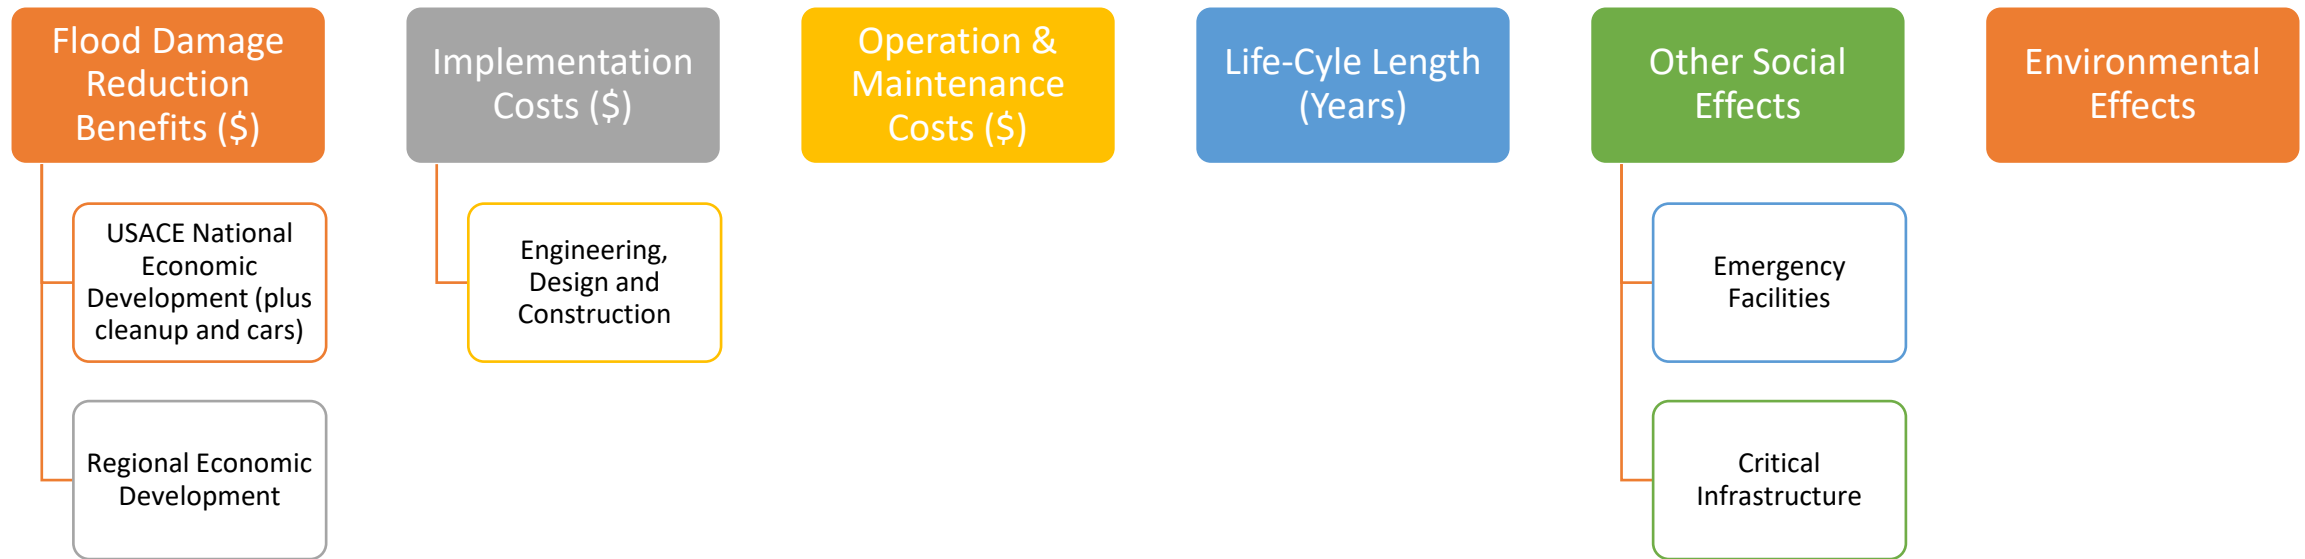 Flood Damage
Reduction
Benefits ($)
USACE National
Economic
Development (plus
cleanup and cars)
Regional Economic
Development
Implementation
Costs ($)
Engineering,
Design and
Construction
Operation &
Maintenance
Costs ($)
Life-Cyle Length
(Years)
Other Social
Effects
Emergency
Facilities
Critical
Infrastructure
Environmental
Effects